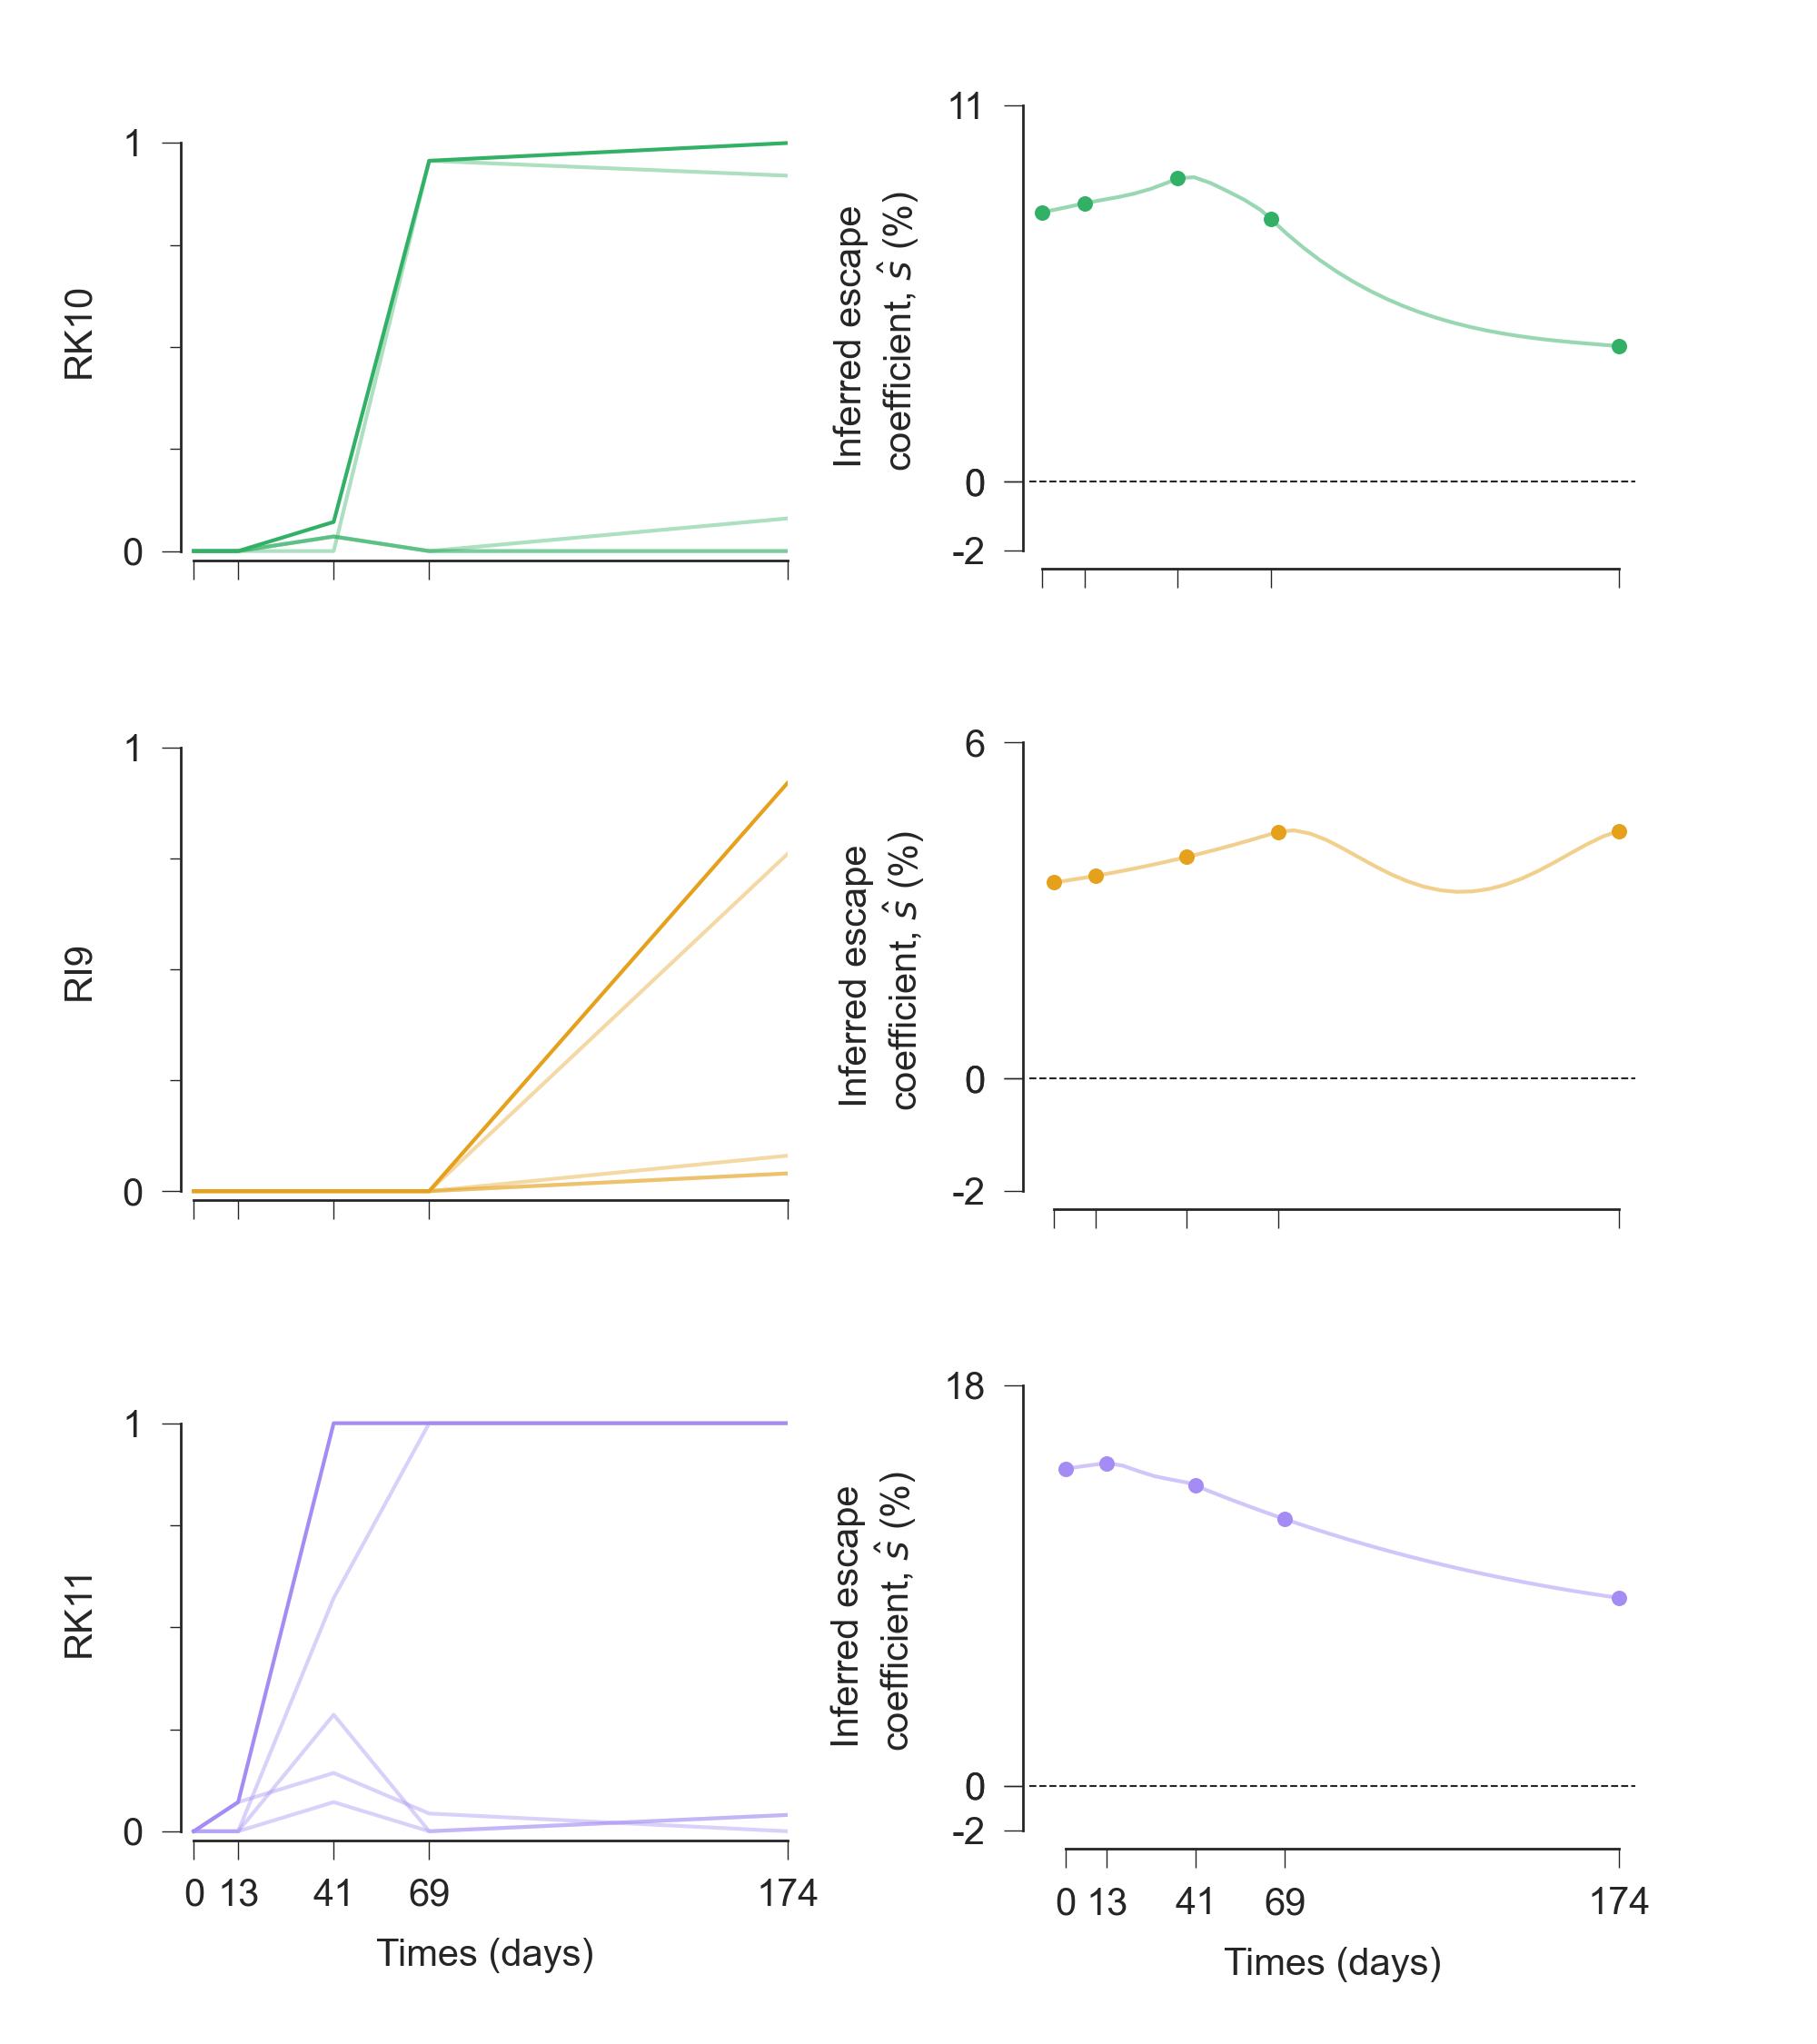 RK10
1
0
Inferred escape
coefficient, ŝ (%)
11
0
-2
RI9
1
0
Inferred escape
coefficient, ŝ (%)
6
0
-2
RK11
1
0
0 13 41 69 174
Times (days)
Inferred escape
coefficient, ŝ (%)
18
0
-2
0 13 41 69 174
Times (days)